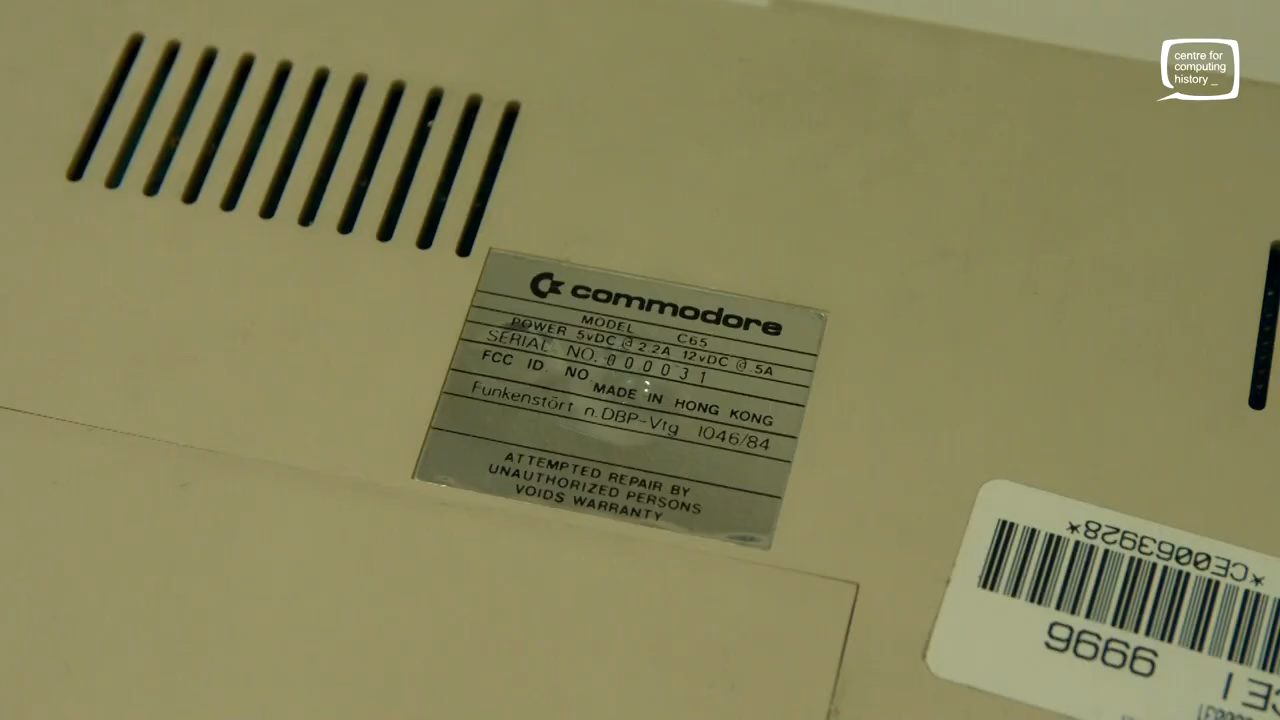 centre for
computing
history _
commodore
MODEL C65
POWER 5vDC @ 2.2A 12vDC @ .5A
SERIAL NO. 000031
FCC ID. NO
MADE IN HONG KONG
Funkenstört n. DBP-Vtg 1046/84
ATTEMPTED REPAIR BY
UNAUTHORIZED PERSONS
VOIDS WARRANTY
*CE0063928*
9996